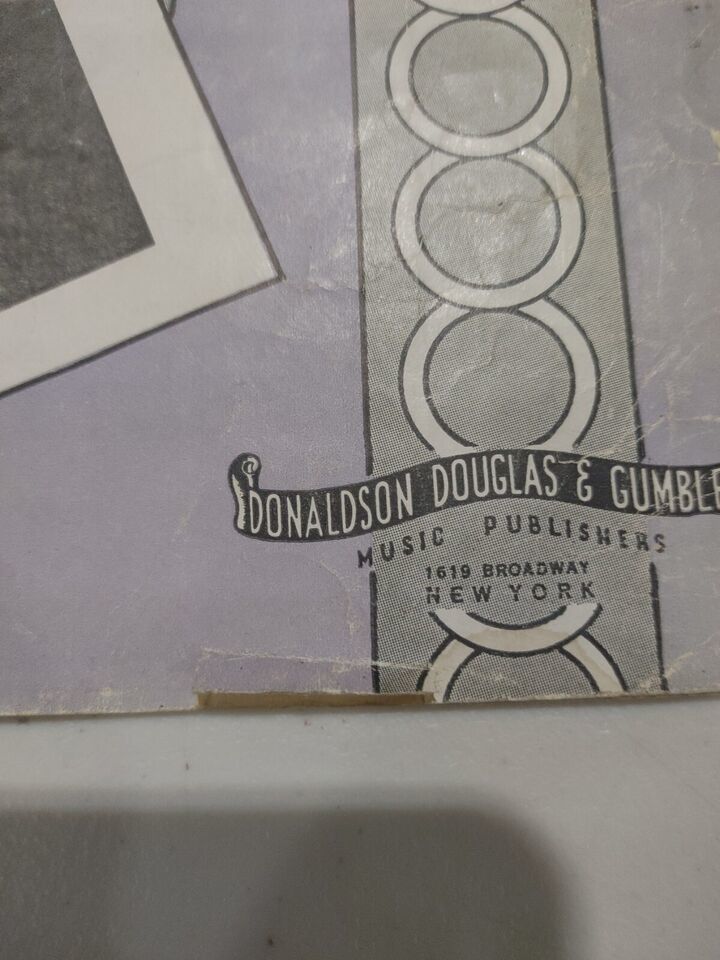 DONALDSON DOUGLAS & GUMBLE
MUSIC PUBLISHERS
1619 BROADWAY
NEW YORK